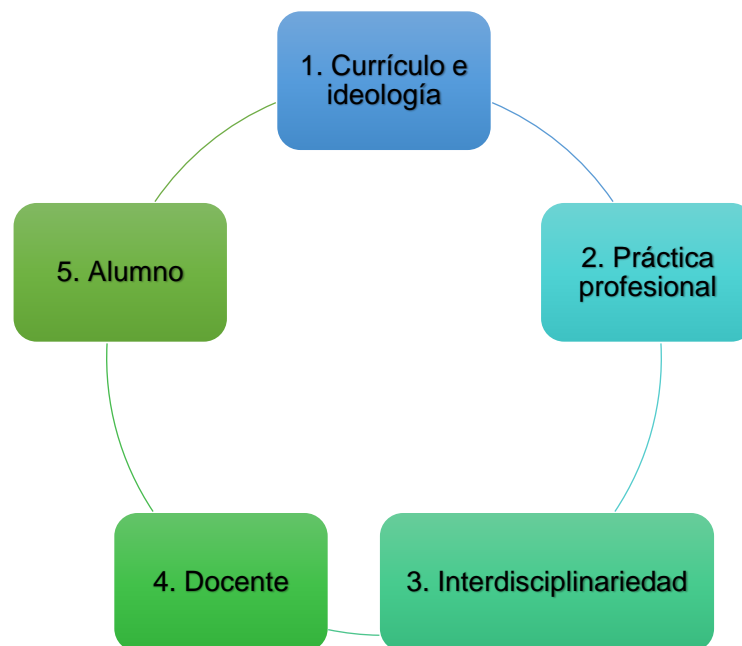 1. Currículo e
ideología
2. Práctica
profesional
3. Interdisciplinariedad
4. Docente
5. Alumno